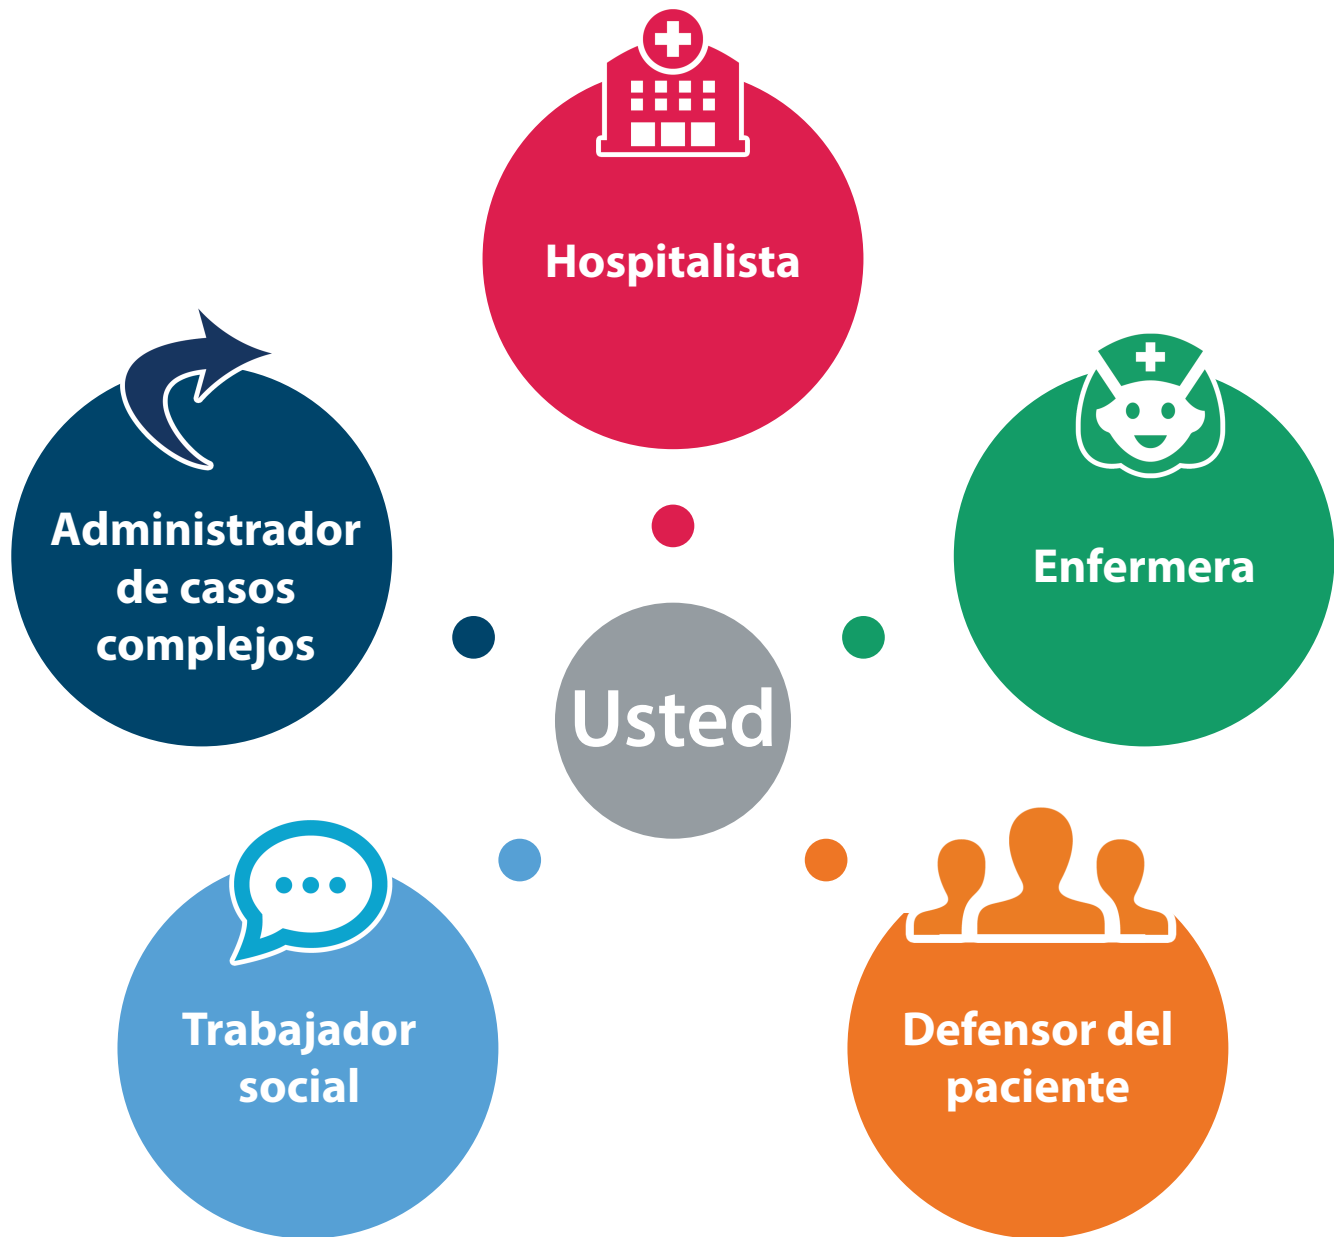 Hospitalista
Enfermera
Administrador
de casos
complejos
Usted
Trabajador
social
Defensor del
paciente